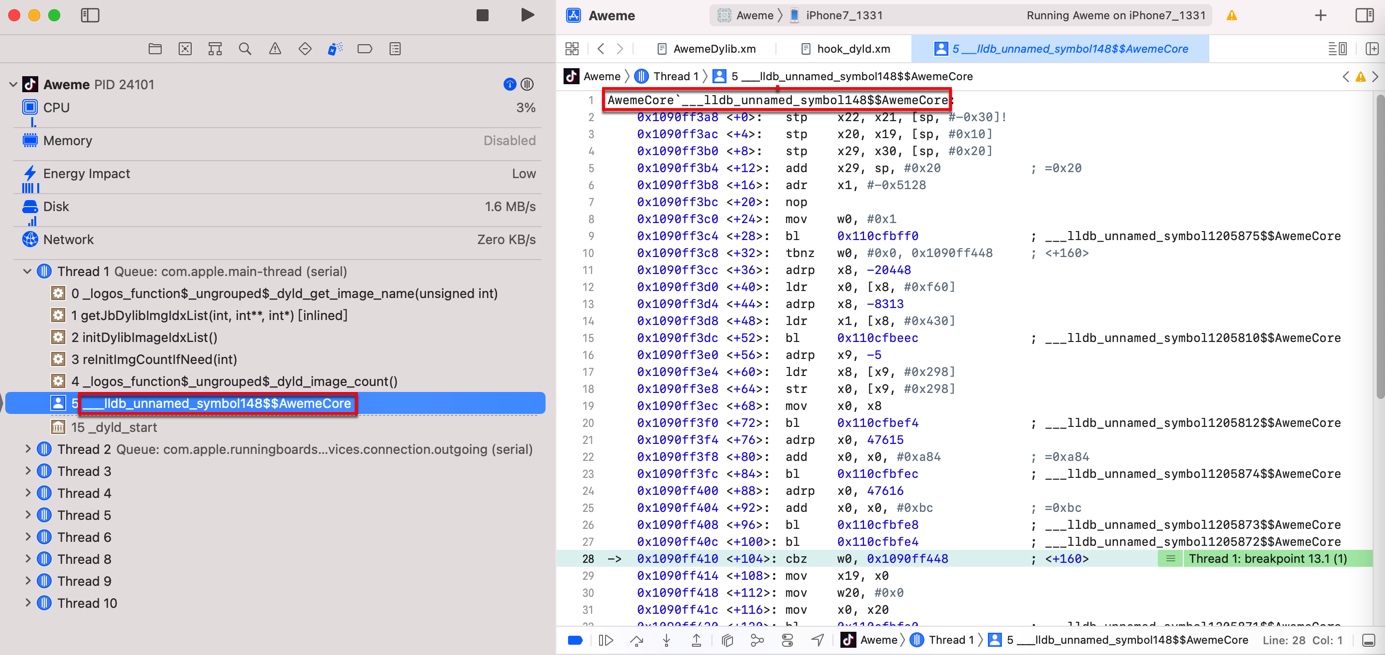 Aweme PID 24101
CPU 3%
Memory Disabled
Energy Impact Low
Disk 1.6 MB/s
Network Zero KB/s
Thread 1 Queue: com.apple.main-thread (serial)
0 _logos_function$_ungrouped$_dyld_get_image_name(unsigned int)
1 getJbDylibImgIdxList(int, int**, int*) [inlined]
2 initDylibImageIdxList()
3 reInitImgCountIfNeed(int)
4 _logos_function$_ungrouped$_dyld_image_count()
5 ___lldb_unnamed_symbol148$$AwemeCore
15 _dyld_start
Thread 2 Queue: com.apple.runningboards...vices.connection.outgoing (serial)
Thread 3
Thread 4
Thread 5
Thread 6
Thread 8
Thread 9
Thread 10
Aweme Aweme iPhone7_1331 Running Aweme on iPhone7_1331
AwemeDylib.xm hook_dyld.xm 5 ___lldb_unnamed_symbol148$$AwemeCore
Aweme Thread 1 5 ___lldb_unnamed_symbol148$$AwemeCore
1 AwemeCore`___lldb_unnamed_symbol148$$AwemeCore:
2 0x1090ff3a8 <+0>: stp x22, x21, [sp, #-0x30]!
3 0x1090ff3ac <+4>: stp x20, x19, [sp, #0x10]
4 0x1090ff3b0 <+8>: stp x29, x30, [sp, #0x20]
5 0x1090ff3b4 <+12>: add x29, sp, #0x20 ; =0x20
6 0x1090ff3b8 <+16>: adr x1, #-0x5128
7 0x1090ff3bc <+20>: nop
8 0x1090ff3c0 <+24>: mov w0, #0x1
9 0x1090ff3c4 <+28>: bl 0x110cfbff0 ; ___lldb_unnamed_symbol1205875$$AwemeCore
10 0x1090ff3c8 <+32>: tbnz w0, #0x0, 0x1090ff448 ; <+160>
11 0x1090ff3cc <+36>: adrp x8, -20448
12 0x1090ff3d0 <+40>: ldr x0, [x8, #0xf60]
13 0x1090ff3d4 <+44>: adrp x8, -8313
14 0x1090ff3d8 <+48>: ldr x1, [x8, #0x430]
15 0x1090ff3dc <+52>: bl 0x110cfbeec ; ___lldb_unnamed_symbol1205810$$AwemeCore
16 0x1090ff3e0 <+56>: adrp x9, -5
17 0x1090ff3e4 <+60>: ldr x8, [x9, #0x298]
18 0x1090ff3e8 <+64>: str x0, [x9, #0x298]
19 0x1090ff3ec <+68>: mov x0, x8
20 0x1090ff3f0 <+72>: bl 0x110cfbef4 ; ___lldb_unnamed_symbol1205812$$AwemeCore
21 0x1090ff3f4 <+76>: adrp x0, 47615
22 0x1090ff3f8 <+80>: add x0, x0, #0xa84 ; =0xa84
23 0x1090ff3fc <+84>: bl 0x110cfbfec ; ___lldb_unnamed_symbol1205874$$AwemeCore
24 0x1090ff400 <+88>: adrp x0, 47616
25 0x1090ff404 <+92>: add x0, x0, #0xbc ; =0xbc
26 0x1090ff408 <+96>: bl 0x110cfbfe8 ; ___lldb_unnamed_symbol1205873$$AwemeCore
27 0x1090ff40c <+100>: bl 0x110cfbfe4 ; ___lldb_unnamed_symbol1205872$$AwemeCore
28 -> 0x1090ff410 <+104>: cbz w0, 0x1090ff448 ; <+160> Thread 1: breakpoint 13.1 (1)
29 0x1090ff414 <+108>: mov x19, x0
30 0x1090ff418 <+112>: mov w20, #0x0
31 0x1090ff41c <+116>: mov x0, x20
Aweme Thread 1 5 ___lldb_unnamed_symbol148$$AwemeCore Line: 28 Col: 1